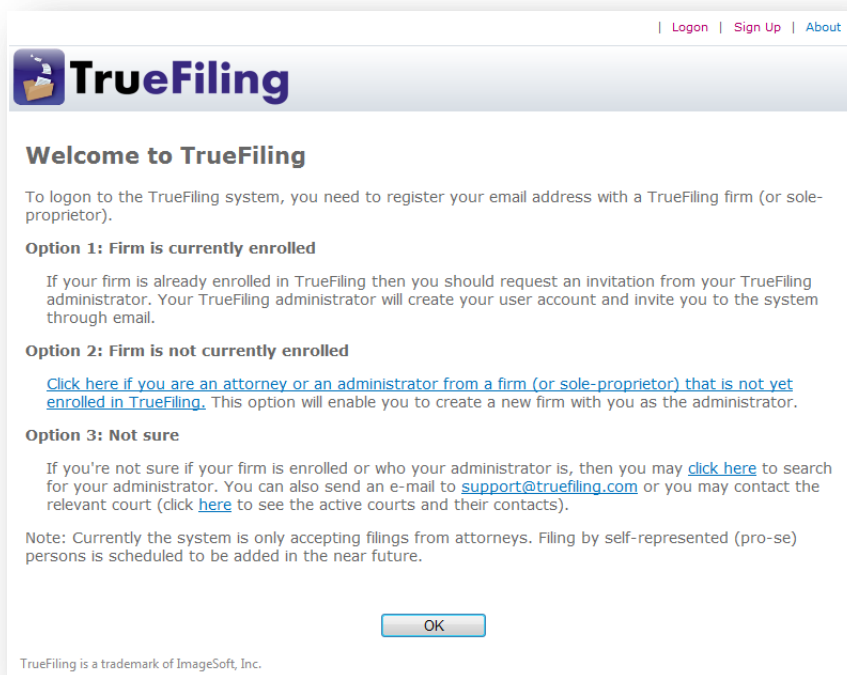 | Logon | Sign Up | About
TrueFiling
Welcome to TrueFiling
To logon to the TrueFiling system, you need to register your email address with a TrueFiling firm (or sole-
proprietor).
Option 1: Firm is currently enrolled
If your firm is already enrolled in TrueFiling then you should request an invitation from your TrueFiling
administrator. Your TrueFiling administrator will create your user account and invite you to the system
through email.
Option 2: Firm is not currently enrolled
Click here if you are an attorney or an administrator from a firm (or sole-proprietor) that is not yet
enrolled in TrueFiling. This option will enable you to create a new firm with you as the administrator.
Option 3: Not sure
If you're not sure if your firm is enrolled or who your administrator is, then you may click here to search
for your administrator. You can also send an e-mail to support@truefiling.com or you may contact the
relevant court (click here to see the active courts and their contacts).
Note: Currently the system is only accepting filings from attorneys. Filing by self-represented (pro-se)
persons is scheduled to be added in the near future.
OK
TrueFiling is a trademark of ImageSoft, Inc.